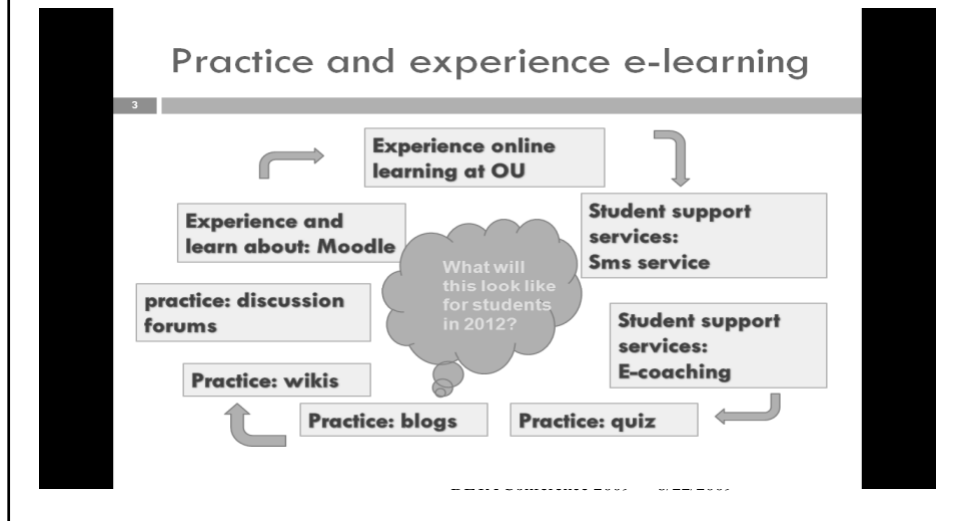 Practice and experience e-learning
3
Experience online
learning at OU
Student support
services:
Sms service
Student support
services:
E-coaching
Practice: quiz
Practice: blogs
Practice: wikis
practice: discussion
forums
Experience and
learn about: Moodle
What will
this look like
for students
in 2012?